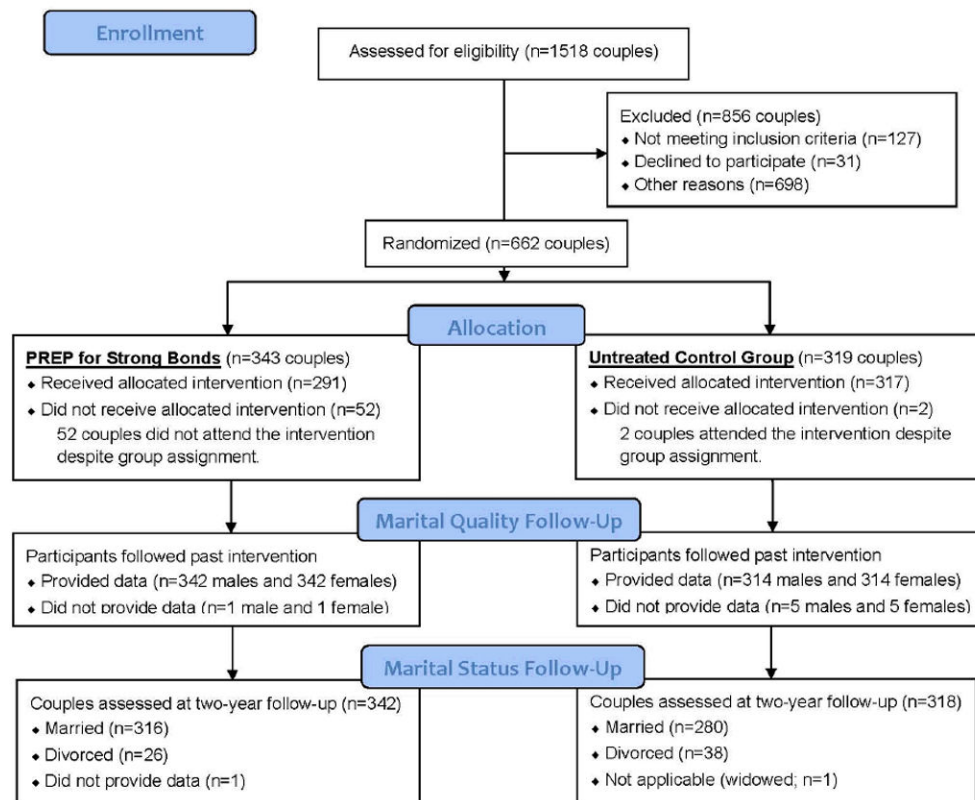 Enrollment
Assessed for eligibility (n=1518 couples)
Excluded (n=856 couples)
♦ Not meeting inclusion criteria (n=127)
♦ Declined to participate (n=31)
♦ Other reasons (n=698)
Randomized (n=662 couples)
Allocation
PREP for Strong Bonds (n=343 couples)
♦ Received allocated intervention (n=291)
♦ Did not receive allocated intervention (n=52)
52 couples did not attend the intervention
despite group assignment.
Untreated Control Group (n=319 couples)
♦ Received allocated intervention (n=317)
♦ Did not receive allocated intervention (n=2)
2 couples attended the intervention despite
group assignment.
Marital Quality Follow-Up
Participants followed past intervention
♦ Provided data (n=342 males and 342 females)
♦ Did not provide data (n=1 male and 1 female)
Participants followed past intervention
♦ Provided data (n=314 males and 314 females)
♦ Did not provide data (n=5 males and 5 females)
Marital Status Follow-Up
Couples assessed at two-year follow-up (n=342)
♦ Married (n=316)
♦ Divorced (n=26)
♦ Did not provide data (n=1)
Couples assessed at two-year follow-up (n=318)
♦ Married (n=280)
♦ Divorced (n=38)
♦ Not applicable (widowed; n=1)